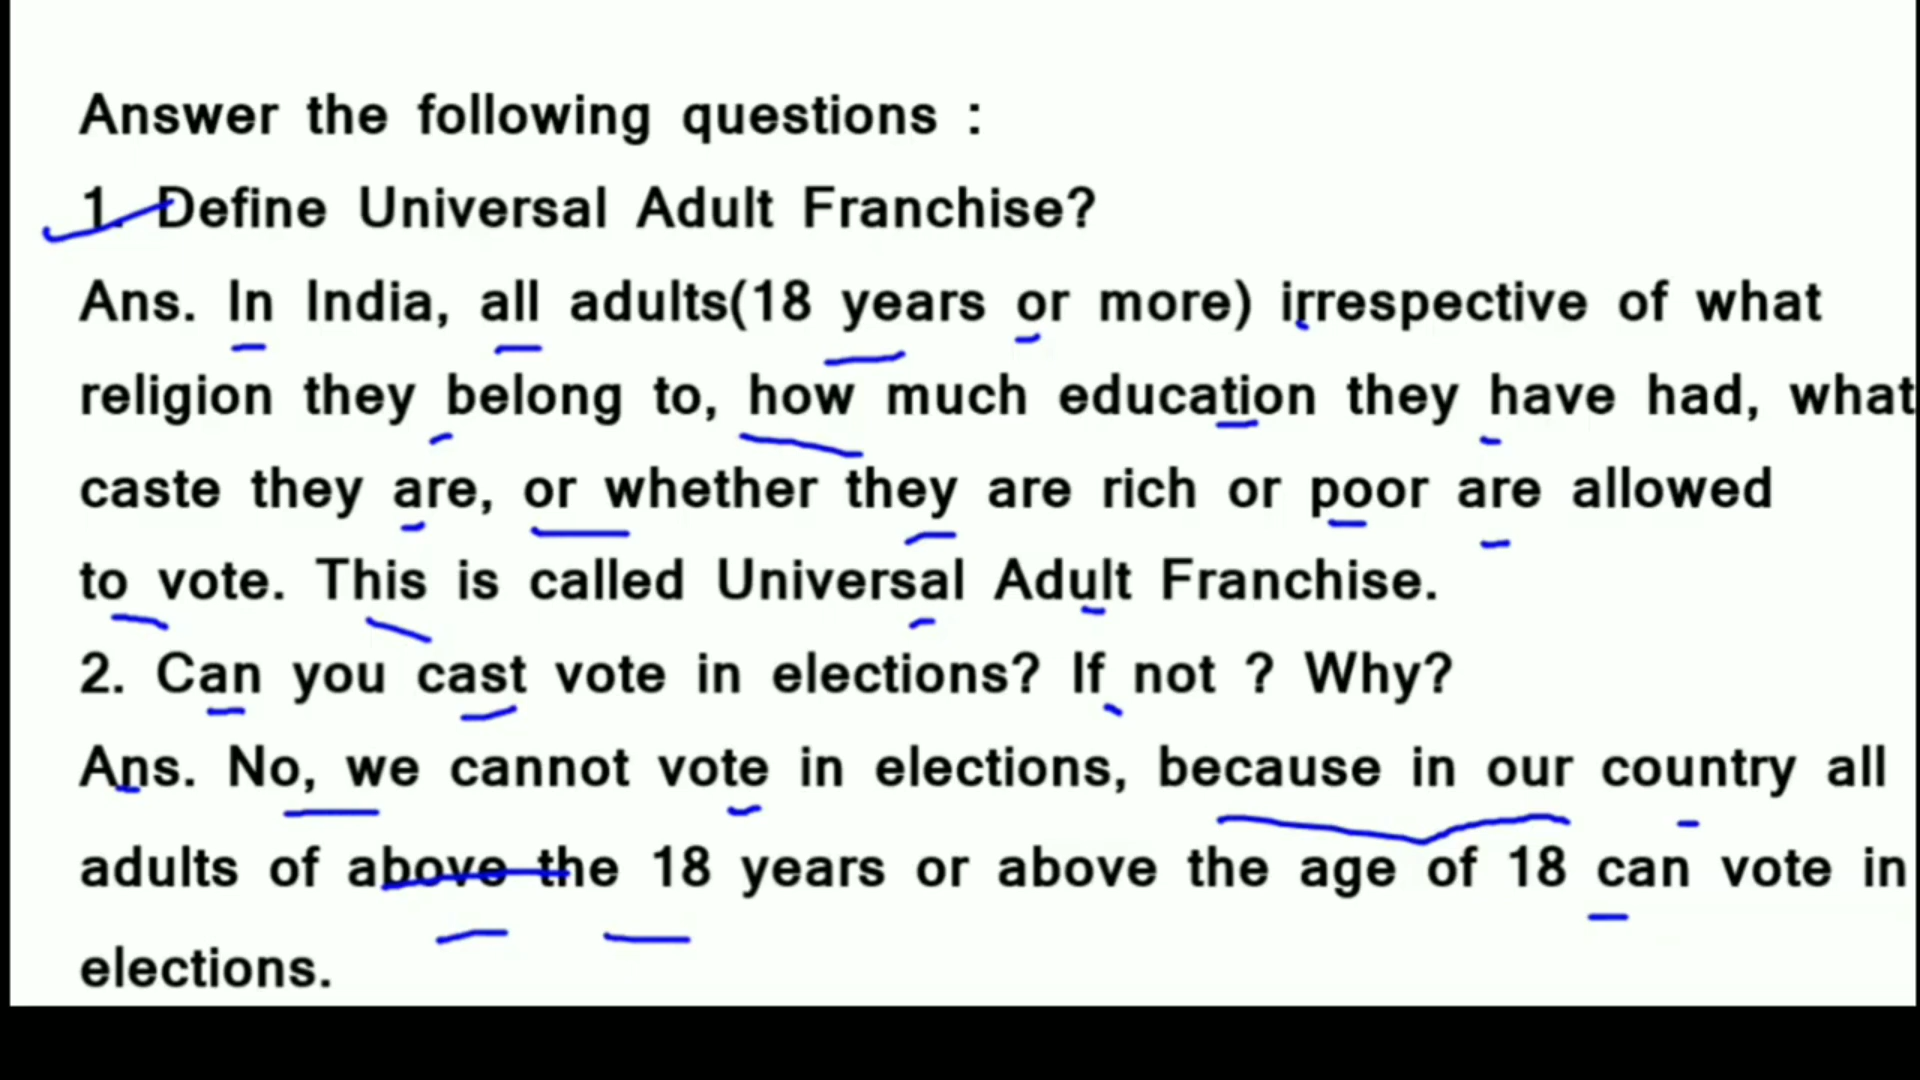 Answer the following questions :
1. Define Universal Adult Franchise?
Ans. In India, all adults(18 years or more) irrespective of what
religion they belong to, how much education they have had, what
caste they are, or whether they are rich or poor are allowed
to vote. This is called Universal Adult Franchise.
2. Can you cast vote in elections? If not ? Why?
Ans. No, we cannot vote in elections, because in our country all
adults of above the 18 years or above the age of 18 can vote in
elections.